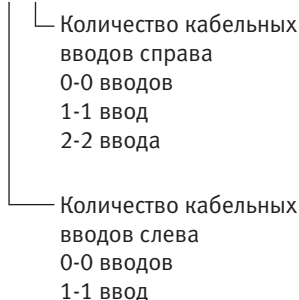 Количество кабельных
вводов справа
0-0 вводов
1-1 ввод
2-2 ввода
Количество кабельных
вводов слева
0-0 вводов
1-1 ввод